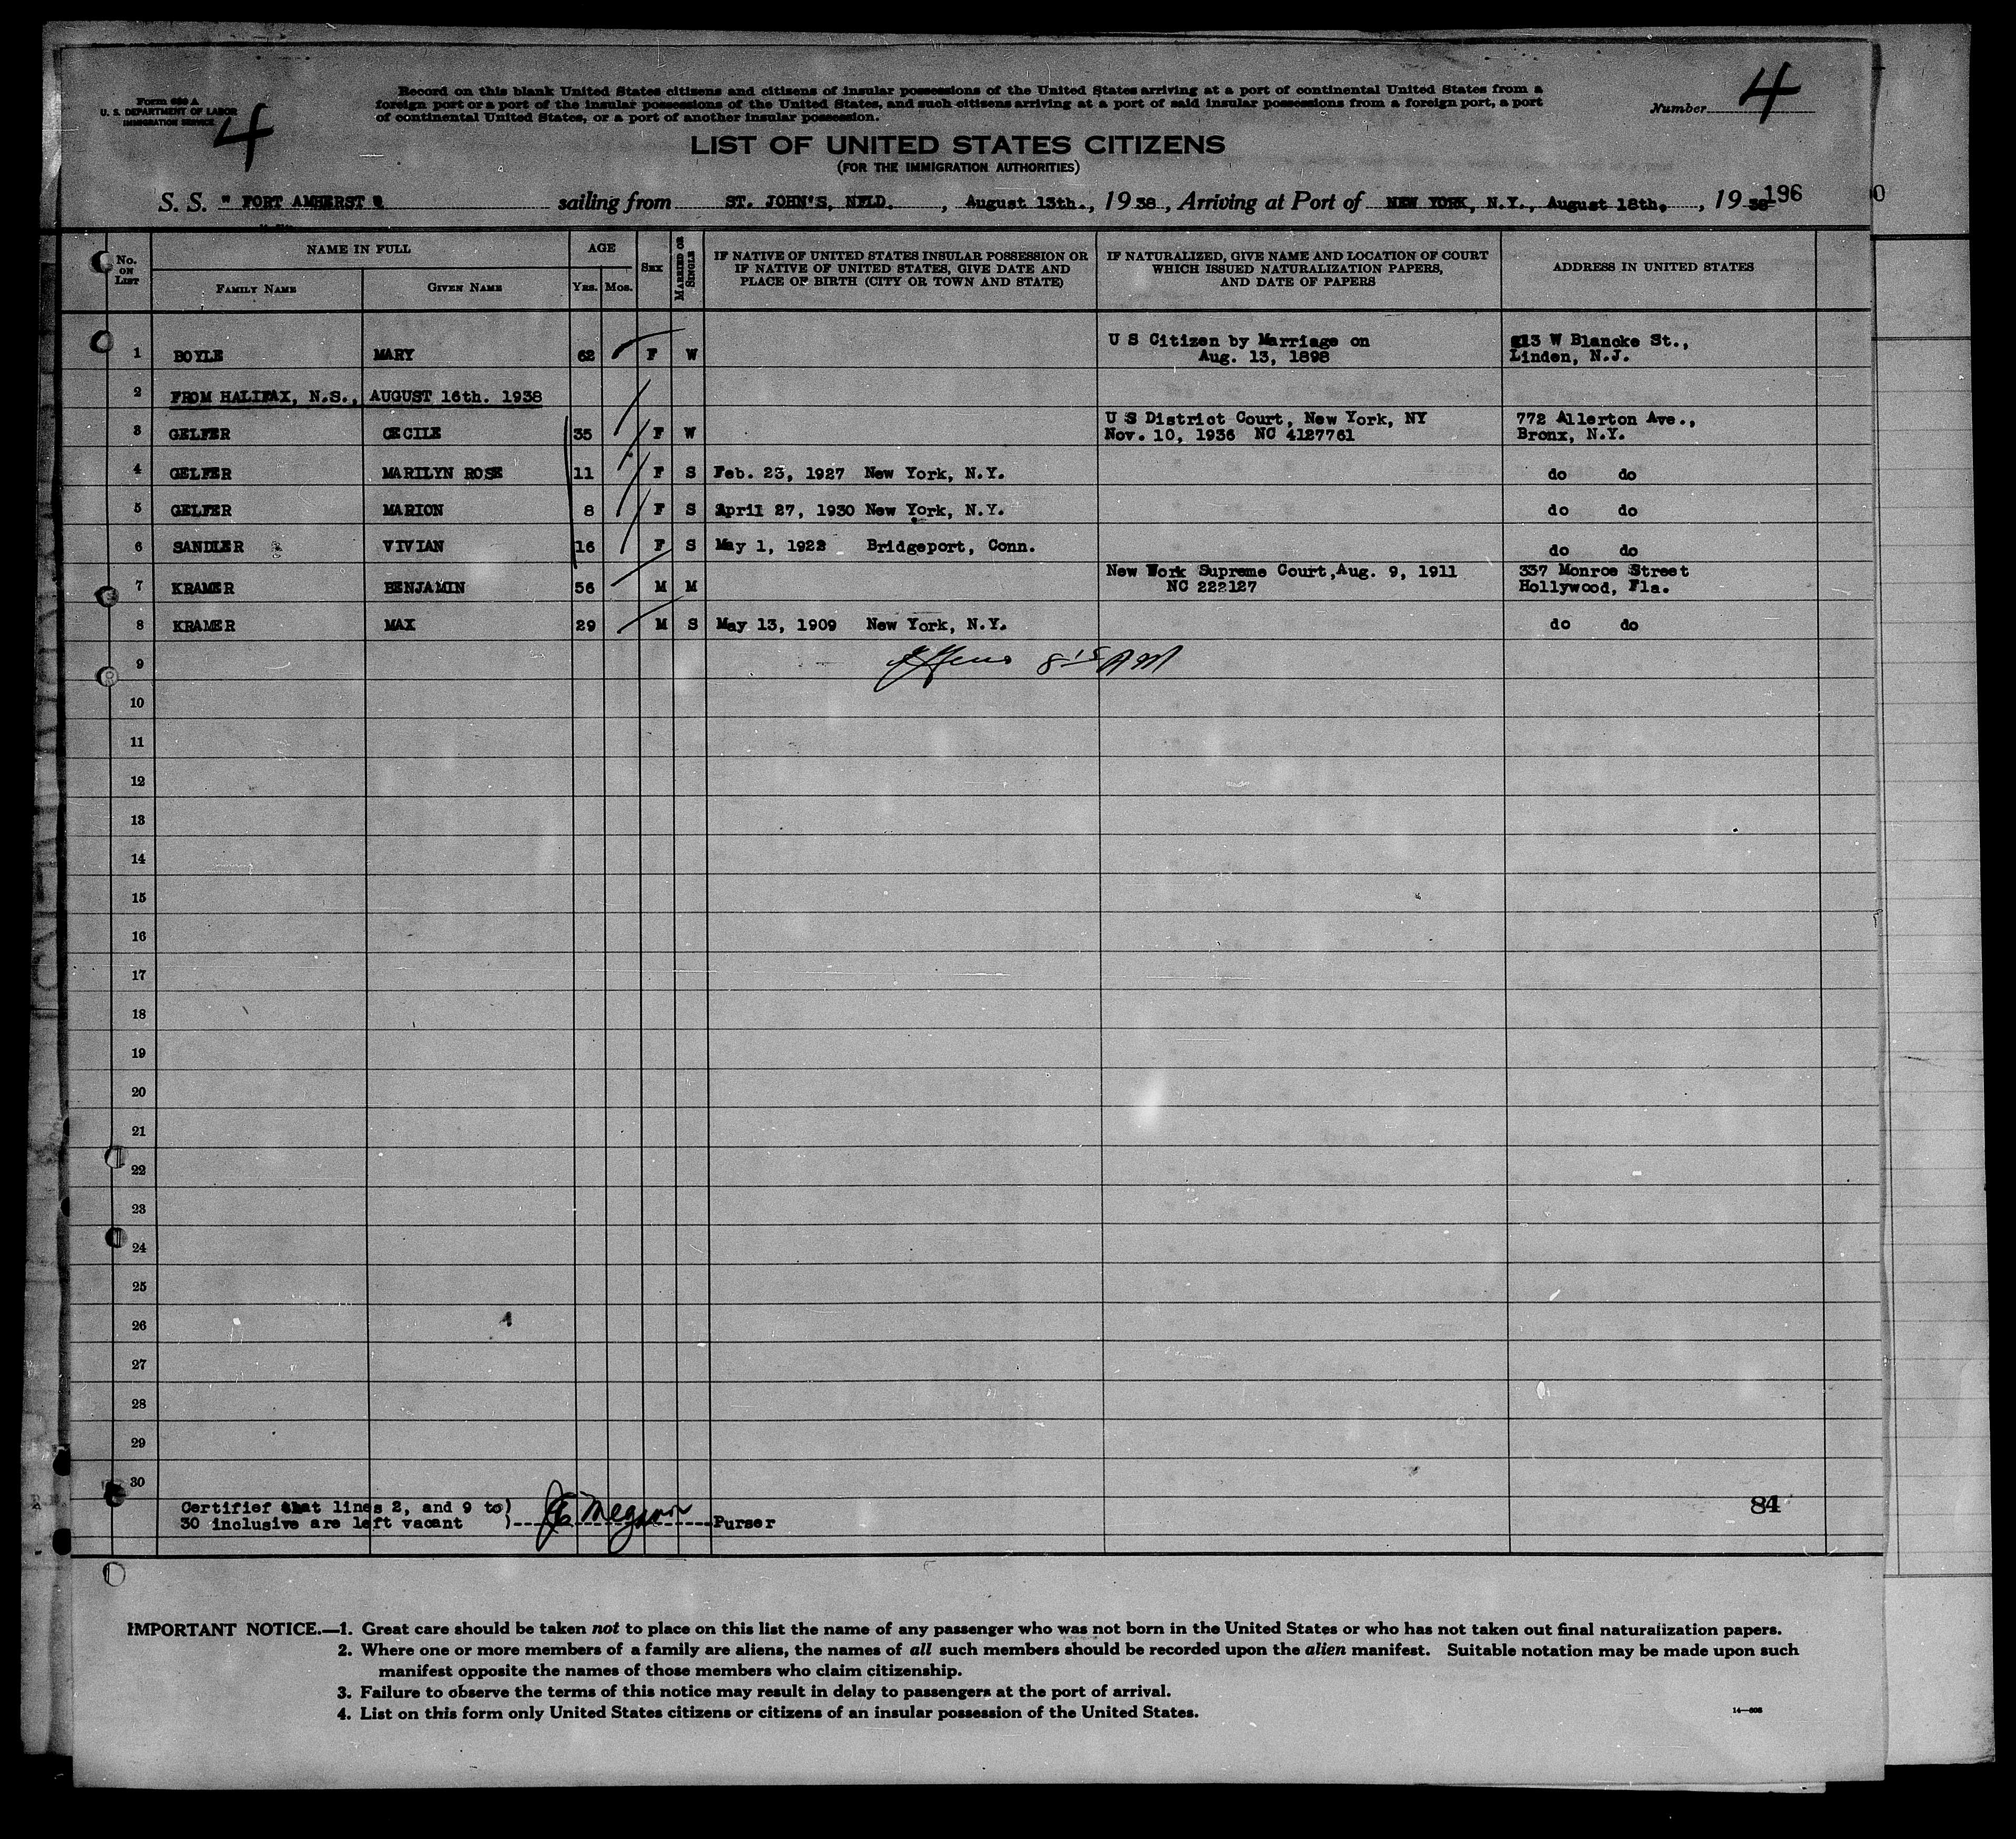 Form 630 A
U. S. DEPARTMENT OF LABOR
IMMIGRATION SERVICE
4
Record on this blank United States citizens and citizens of insular possessions of the United States arriving at a port of continental United States from a
foreign port or a port of the insular possessions of the United States, and such citizens arriving at a port of said insular possessions from a foreign port, a port
of continental United States, or a port of another insular possession.
Number 4
LIST OF UNITED STATES CITIZENS
(FOR THE IMMIGRATION AUTHORITIES)
S. S. " FORT AMHERST " sailing from ST. JOHN'S, NFLD. , August 13th., 1938, Arriving at Port of NEW YORK, N.Y., August 18th. , 1938
196
0
No. ON LIST
NAME IN FULL
FAMILY NAME
GIVEN NAME
AGE
YRS.
MOS.
SEX
MARRIED OR SINGLE
IF NATIVE OF UNITED STATES INSULAR POSSESSION OR
IF NATIVE OF UNITED STATES, GIVE DATE AND
PLACE OF BIRTH (CITY OR TOWN AND STATE)
IF NATURALIZED, GIVE NAME AND LOCATION OF COURT
WHICH ISSUED NATURALIZATION PAPERS,
AND DATE OF PAPERS
ADDRESS IN UNITED STATES
1 BOYLE MARY 62 F W U S Citizen by Marriage on 
Aug. 13, 1898
W Blancke St.,
Linden, N.J.
2 FROM HALIFAX, N.S., AUGUST 16th. 1938
3 GELFER CECILE 35 F W U S District Court, New York, NY
Nov. 10, 1936 NC 4127761
772 Allerton Ave.,
Bronx, N.Y.
4 GELFER MARILYN ROSE 11 F S Feb. 23, 1927 New York, N.Y. do do
5 GELFER MARION 8 F S April 27, 1930 New York, N.Y. do do
6 SANDLER VIVIAN 16 F S May 1, 1922 Bridgeport, Conn. do do
7 KRAMER BENJAMIN 56 M M New York Supreme Court, Aug. 9, 1911
NC 222127
337 Monroe Street
Hollywood, Fla.
8 KRAMER MAX 29 M S May 13, 1909 New York, N.Y. do do
9 8 15 AM
10
11
12
13
14
15
16
17
18
19
20
21
22
23
24
25
26
27
28
29
30
Certifier that lines 2, and 9 to)
30 inclusive are left vacant ) Purser
84
IMPORTANT NOTICE.—1. Great care should be taken not to place on this list the name of any passenger who was not born in the United States or who has not taken out final naturalization papers.
2. Where one or more members of a family are aliens, the names of all such members should be recorded upon the alien manifest. Suitable notation may be made upon such
manifest opposite the names of those members who claim citizenship.
3. Failure to observe the terms of this notice may result in delay to passengers at the port of arrival.
4. List on this form only United States citizens or citizens of an insular possession of the United States.
14—608